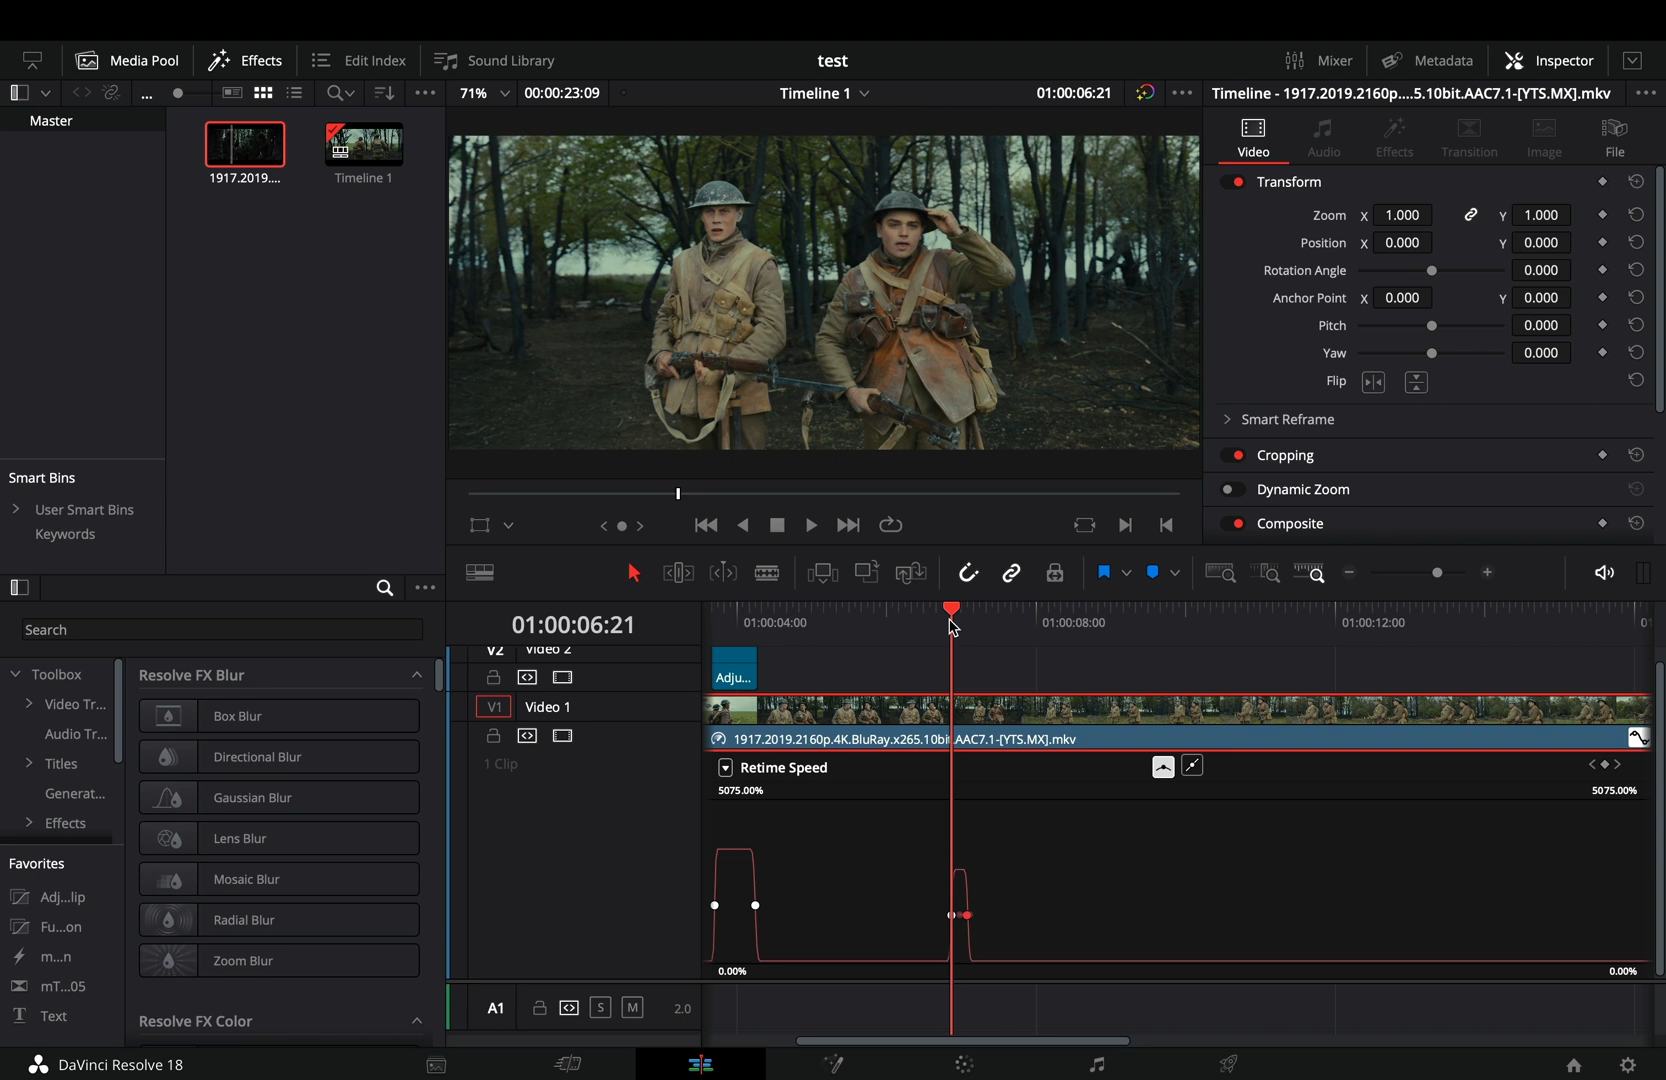 Media Pool Effects Edit Index Sound Library test Mixer Metadata Inspector
... 71% 00:00:23:09 Timeline 1 01:00:06:21 Timeline - 1917.2019.2160p....5.10bit.AAC7.1-[YTS.MX].mkv
Master
1917.2019.... Timeline 1
Video Audio Effects Transition Image File
Transform
Zoom X 1.000 Y 1.000
Position X 0.000 Y 0.000
Rotation Angle 0.000
Anchor Point X 0.000 Y 0.000
Pitch 0.000
Yaw 0.000
Flip
Smart Reframe
Cropping
Dynamic Zoom
Composite
Smart Bins
User Smart Bins
Keywords
Search
Toolbox
Video Tr...
Audio Tr...
Titles
Generat...
Effects
Favorites
Adj...lip
Fu...on
m...n
mT...05
Text
Resolve FX Blur
Box Blur
Directional Blur
Gaussian Blur
Lens Blur
Mosaic Blur
Radial Blur
Zoom Blur
Resolve FX Color
01:00:06:21
01:00:04:00 01:00:08:00 01:00:12:00 01
V2 Video 2
Adju...
V1 Video 1
1917.2019.2160p.4K.BluRay.x265.10bit.AAC7.1-[YTS.MX].mkv
1 Clip
Retime Speed
5075.00% 5075.00%
0.00% 0.00%
A1 S M 2.0
DaVinci Resolve 18